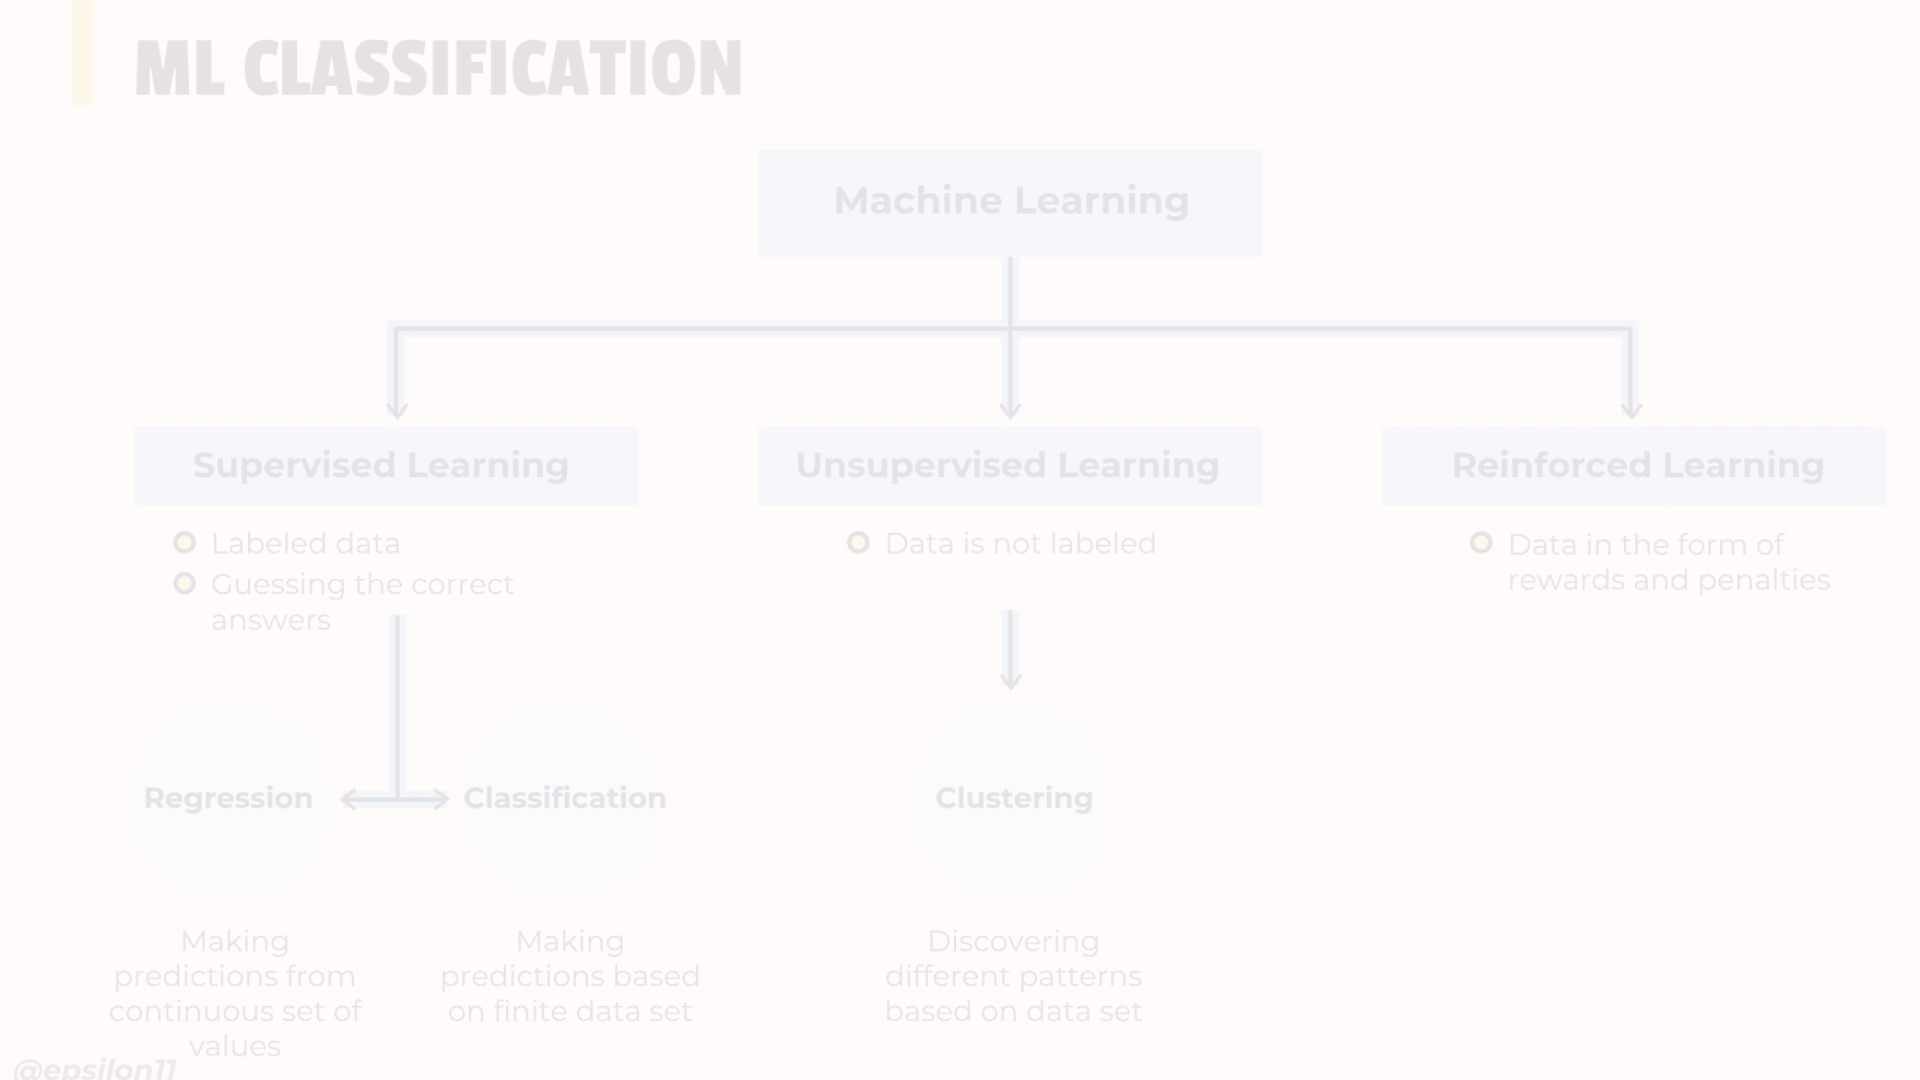 ML CLASSIFICATION
Machine Learning
Supervised Learning
Labeled data
Guessing the correct
answers
Unsupervised Learning
Data is not labeled
Reinforced Learning
Data in the form of
rewards and penalties
Regression
Classification
Clustering
Making
predictions from
continuous set of
values
Making
predictions based
on finite data set
Discovering
different patterns
based on data set
@epsilon11